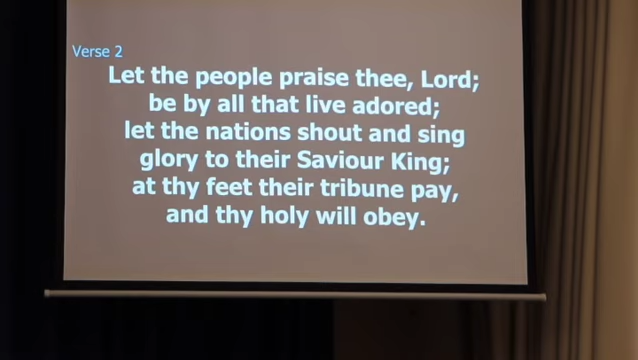 Verse 2
Let the people praise thee, Lord;
be by all that live adored;
let the nations shout and sing
glory to their Saviour King;
at thy feet their tribune pay,
and thy holy will obey.